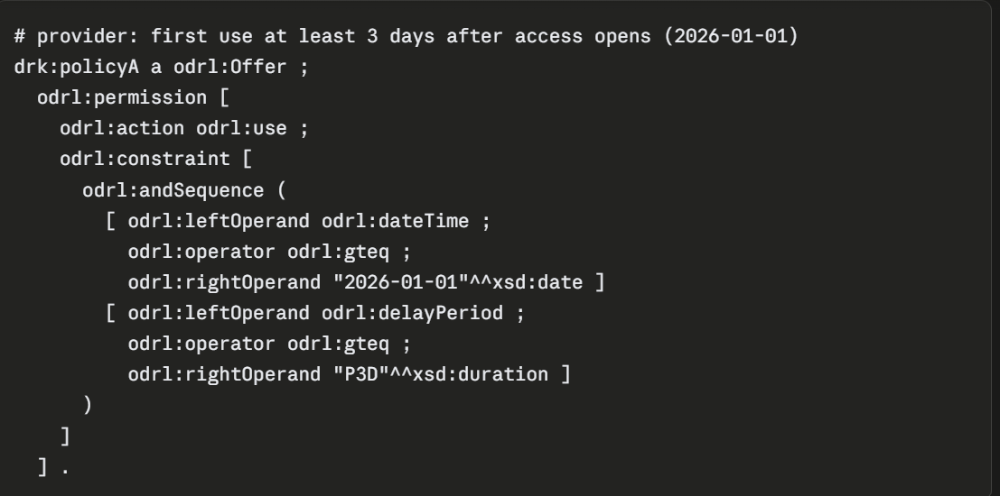 # provider: first use at least 3 days after access opens (2026-01-01)
drk:policyA a odrl:Offer ;
  odrl:permission [
    odrl:action odrl:use ;
    odrl:constraint [
      odrl:andSequence (
        [ odrl:leftOperand odrl:dateTime ;
          odrl:operator odrl:gteq ;
          odrl:rightOperand "2026-01-01"^^xsd:date ]
        [ odrl:leftOperand odrl:delayPeriod ;
          odrl:operator odrl:gteq ;
          odrl:rightOperand "P3D"^^xsd:duration ]
      )
    ]
  ] .